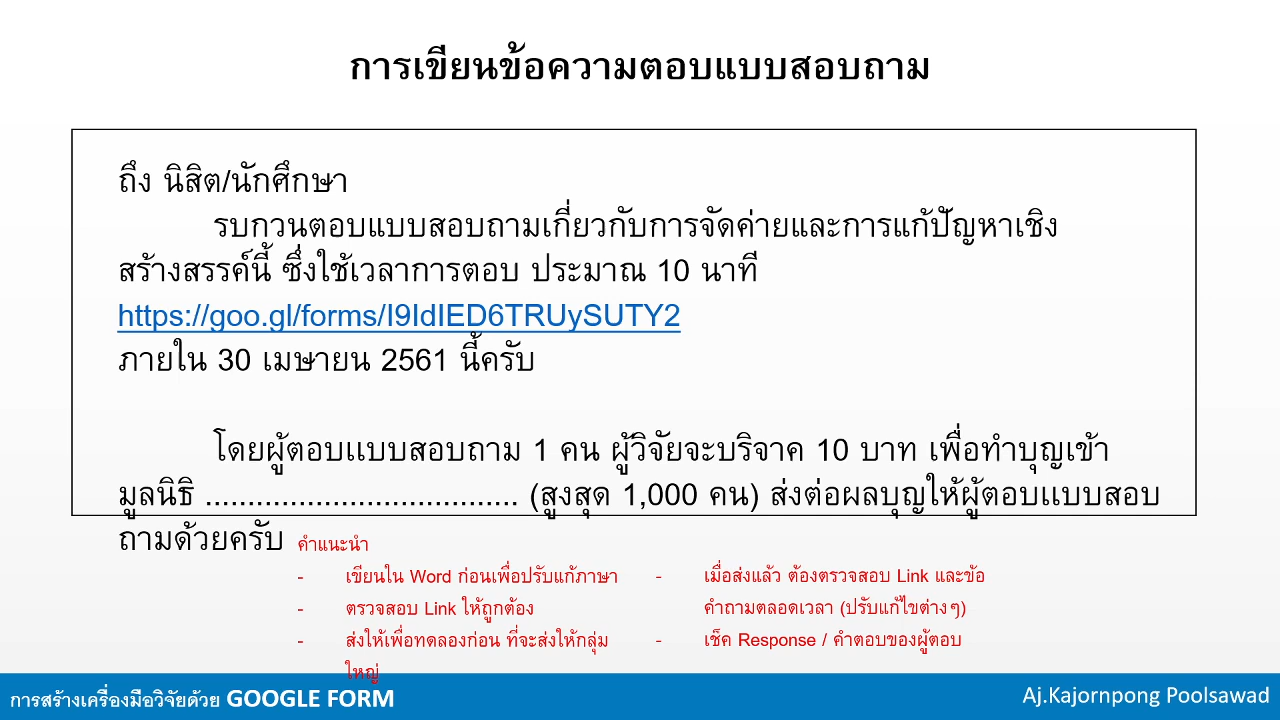 การเขียนข้อความตอบแบบสอบถาม
ถึง นิสิต/นักศึกษา
รบกวนตอบแบบสอบถามเกี่ยวกับการจัดค่ายและการแก้ปัญหาเชิง
สร้างสรรค์นี้ ซึ่งใช้เวลาการตอบ ประมาณ 10 นาที
https://goo.gl/forms/I9IdIED6TRUySUTY2
ภายใน 30 เมษายน 2561 นี้ครับ
โดยผู้ตอบแบบสอบถาม 1 คน ผู้วิจัยจะบริจาค 10 บาท เพื่อทำบุญเข้า
มูลนิธิ ..................................... (สูงสุด 1,000 คน) ส่งต่อผลบุญให้ผู้ตอบแบบสอบ
ถามด้วยครับ
คำแนะนำ
- เขียนใน Word ก่อนเพื่อปรับแก้ภาษา
- ตรวจสอบ Link ให้ถูกต้อง
- ส่งให้เพื่อทดลองก่อน ที่จะส่งให้กลุ่ม
ใหญ่
- เมื่อส่งแล้ว ต้องตรวจสอบ Link และข้อ
คำถามตลอดเวลา (ปรับแก้ไขต่างๆ)
- เช็ค Response / คำตอบของผู้ตอบ
การสร้างเครื่องมือวิจัยด้วย GOOGLE FORM
Aj.Kajornpong Poolsawad